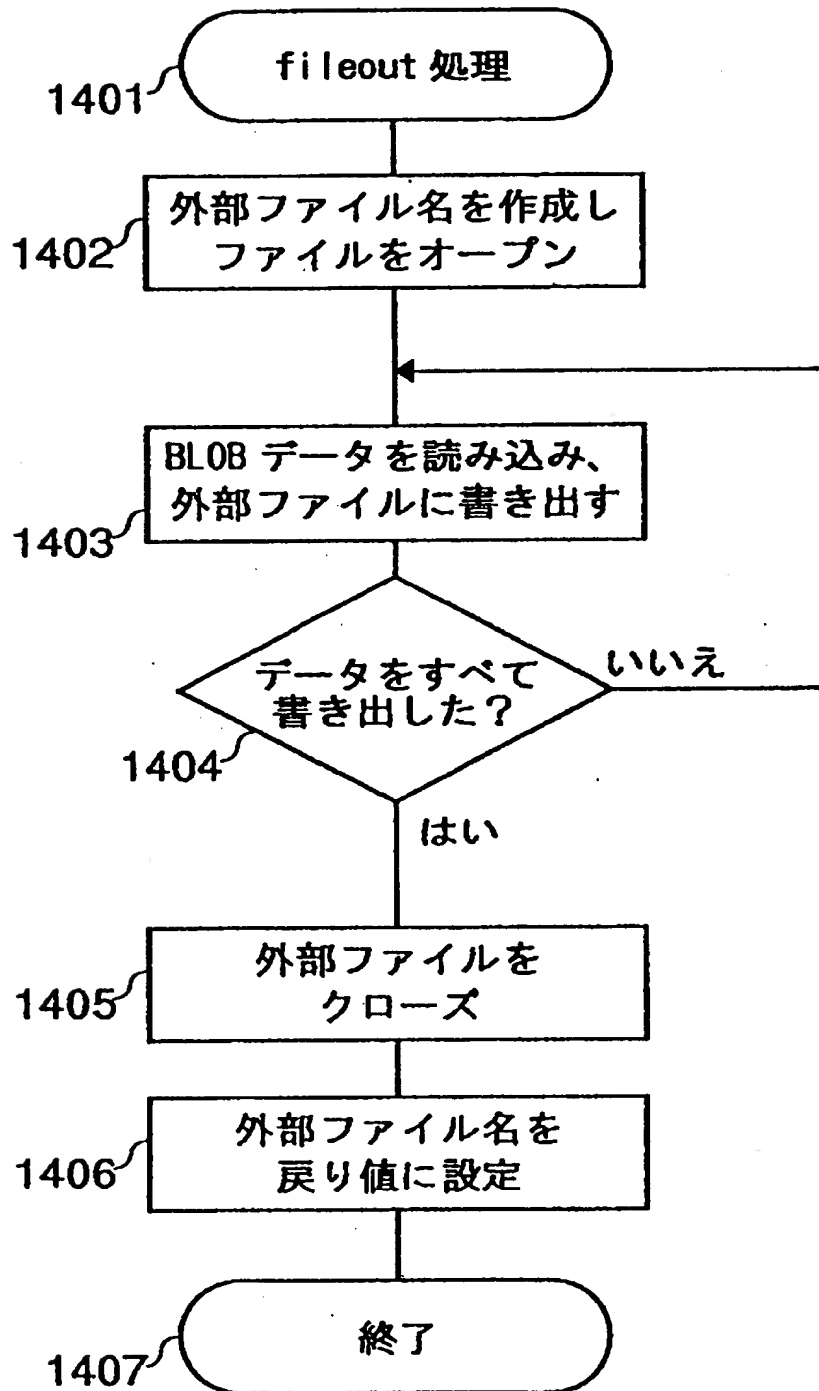 fileout 処理
1401
外部ファイル名を作成し
ファイルをオープン
1402
BLOB データを読み込み、
外部ファイルに書き出す
1403
データをすべて
書き出した?
いいえ
1404
はい
外部ファイルを
クローズ
1405
外部ファイル名を
戻り値に設定
1406
終了
1407